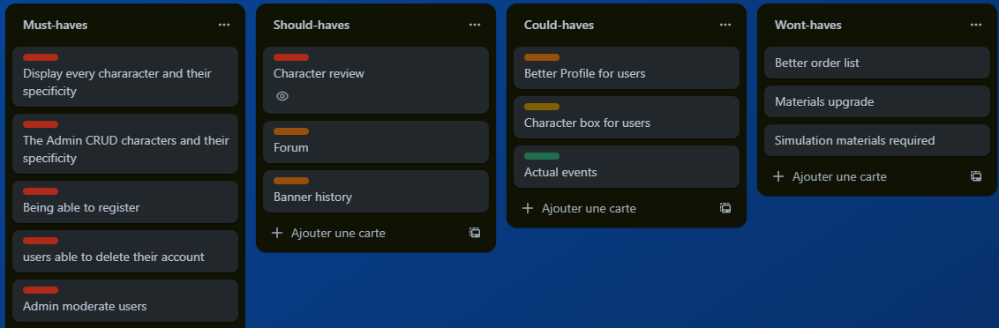 Must-haves
Display every chararacter and their
specificity
The Admin CRUD characters and their
specificity
Being able to register
users able to delete their account
Admin moderate users
Should-haves
Character review
Forum
Banner history
Ajouter une carte
Could-haves
Better Profile for users
Character box for users
Actual events
Ajouter une carte
Wont-haves
Better order list
Materials upgrade
Simulation materials required
Ajouter une carte